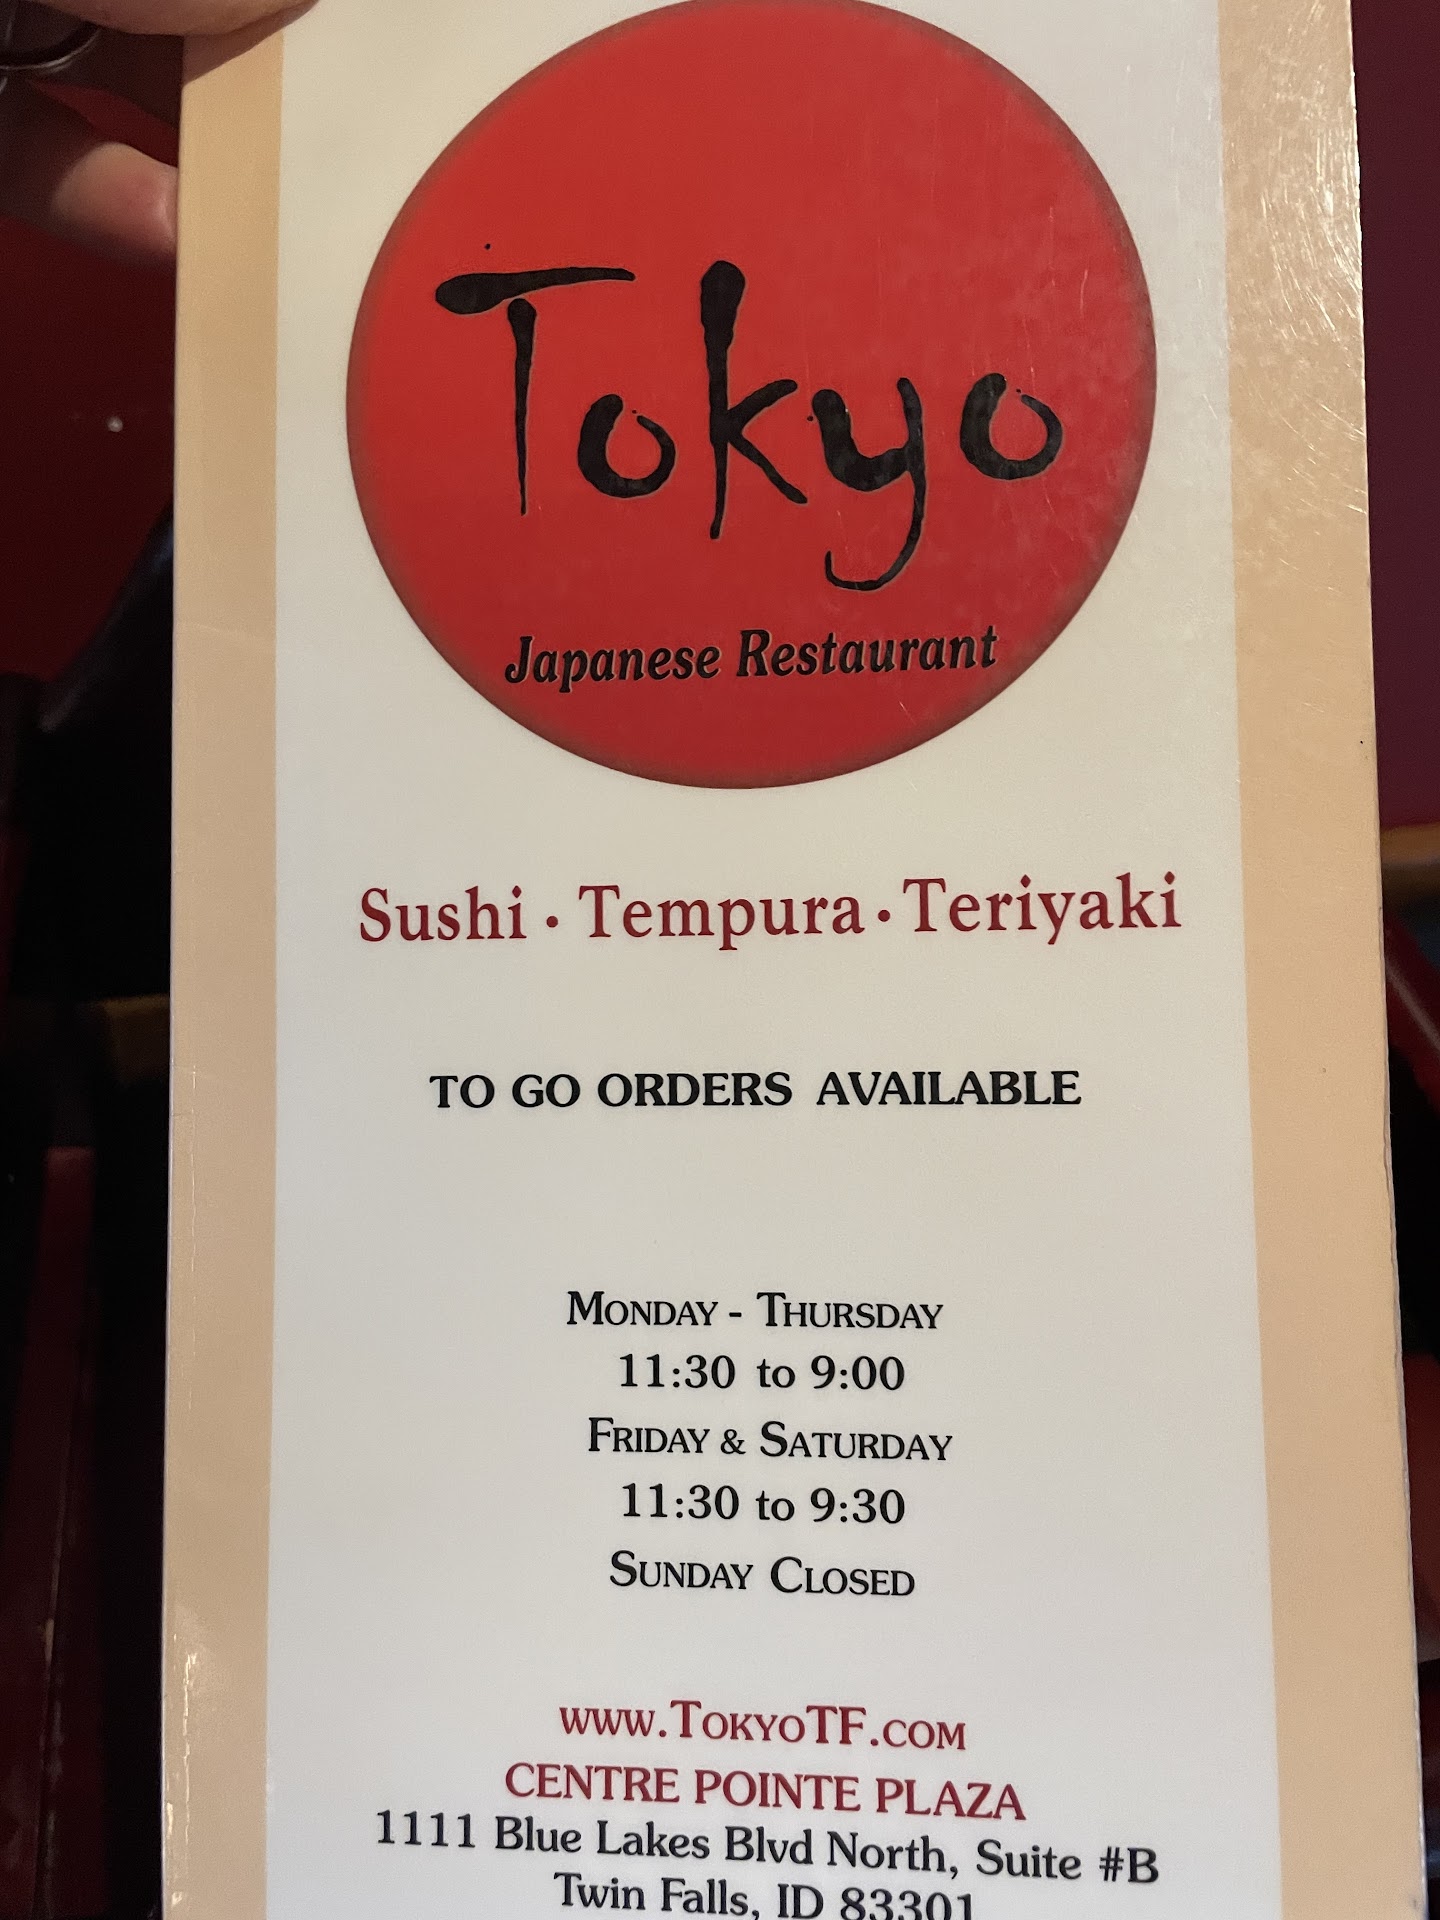 Tokyo
Japanese Restaurant
Sushi · Tempura · Teriyaki
TO GO ORDERS AVAILABLE
MONDAY - THURSDAY
11:30 to 9:00
FRIDAY & SATURDAY
11:30 to 9:30
SUNDAY CLOSED
WWW.TOKYOTF.COM
CENTRE POINTE PLAZA
1111 Blue Lakes Blvd North, Suite #B
Twin Falls, ID 83301